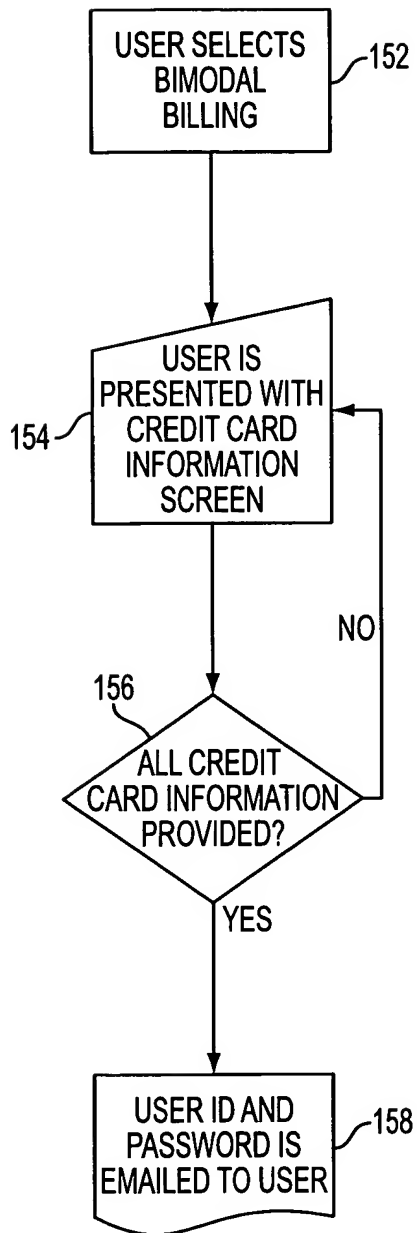 USER SELECTS
BIMODAL
BILLING
152
USER IS
PRESENTED WITH
CREDIT CARD
INFORMATION
SCREEN
154
NO
156
ALL CREDIT
CARD INFORMATION
PROVIDED?
YES
USER ID AND
PASSWORD IS
EMAILED TO USER
158